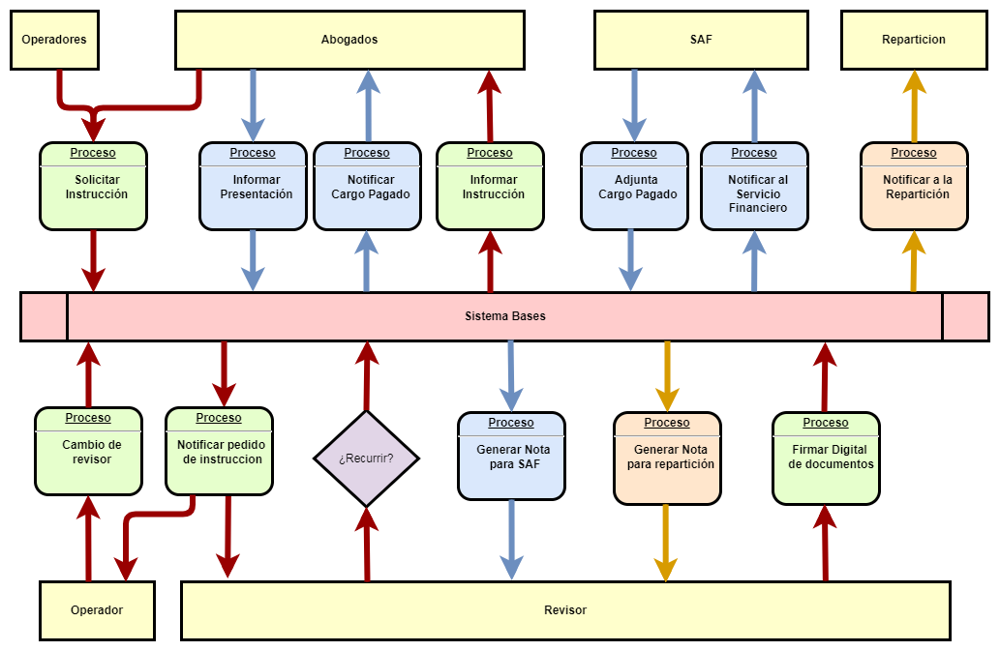 Operadores
Abogados
SAF
Reparticion
Proceso
Solicitar
Instrucción
Proceso
Informar
Presentación
Proceso
Notificar
Cargo Pagado
Proceso
Informar
Instrucción
Proceso
Adjunta
Cargo Pagado
Proceso
Notificar al
Servicio
Financiero
Proceso
Notificar a la
Repartición
Sistema Bases
Proceso
Cambio de
revisor
Proceso
Notificar pedido
de instruccion
¿Recurrir?
Proceso
Generar Nota
para SAF
Proceso
Generar Nota
para repartición
Proceso
Firmar Digital
de documentos
Operador
Revisor